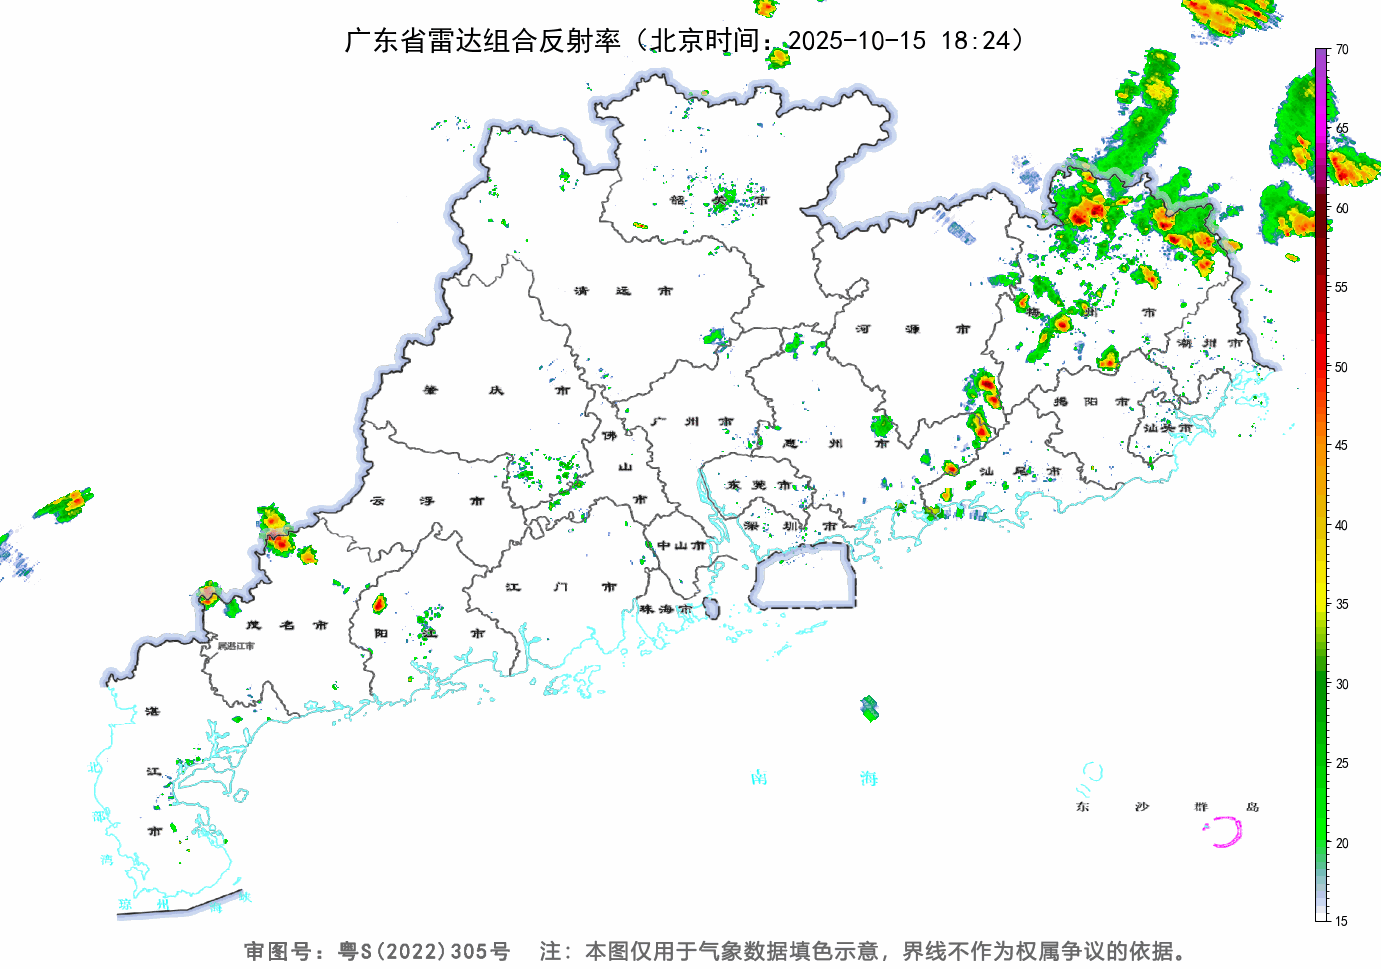 广东省雷达组合反射率（北京时间：2025-10-15 18:24）
70
65
60
55
50
45
40
35
30
25
20
15
韶关市
清远市
河源市
梅州市
潮州市
肇庆市
广州市
揭阳市
汕头市
佛山市
惠州市
汕尾市
云浮市
东莞市
深圳市
中山市
江门市
珠海市
茂名市
阳江市
属湛江市
湛江市
南海
东沙群岛
北部湾
琼州海峡
审图号：粤S(2022)305号 注：本图仅用于气象数据填色示意，界线不作为权属争议的依据。